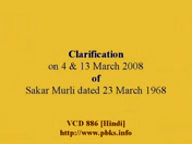 Clarification
on 4 & 13 March 2008
of
Sakar Murli dated 23 March 1968
VCD 886 [Hindi]
http://www.pbks.info